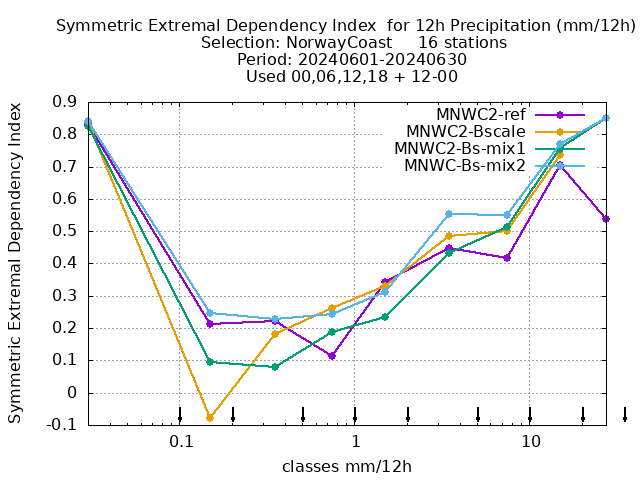 Symmetric Extremal Dependency Index  for 12h Precipitation (mm/12h)
Selection: NorwayCoast     16 stations
Period: 20240601-20240630
Used 00,06,12,18 + 12-00
Symmetric Extremal Dependency Index
0.9
0.8
0.7
0.6
0.5
0.4
0.3
0.2
0.1
0
-0.1
MNWC2-ref
MNWC2-Bscale
MNWC2-Bs-mix1
MNWC-Bs-mix2
0.1
1
10
classes mm/12h